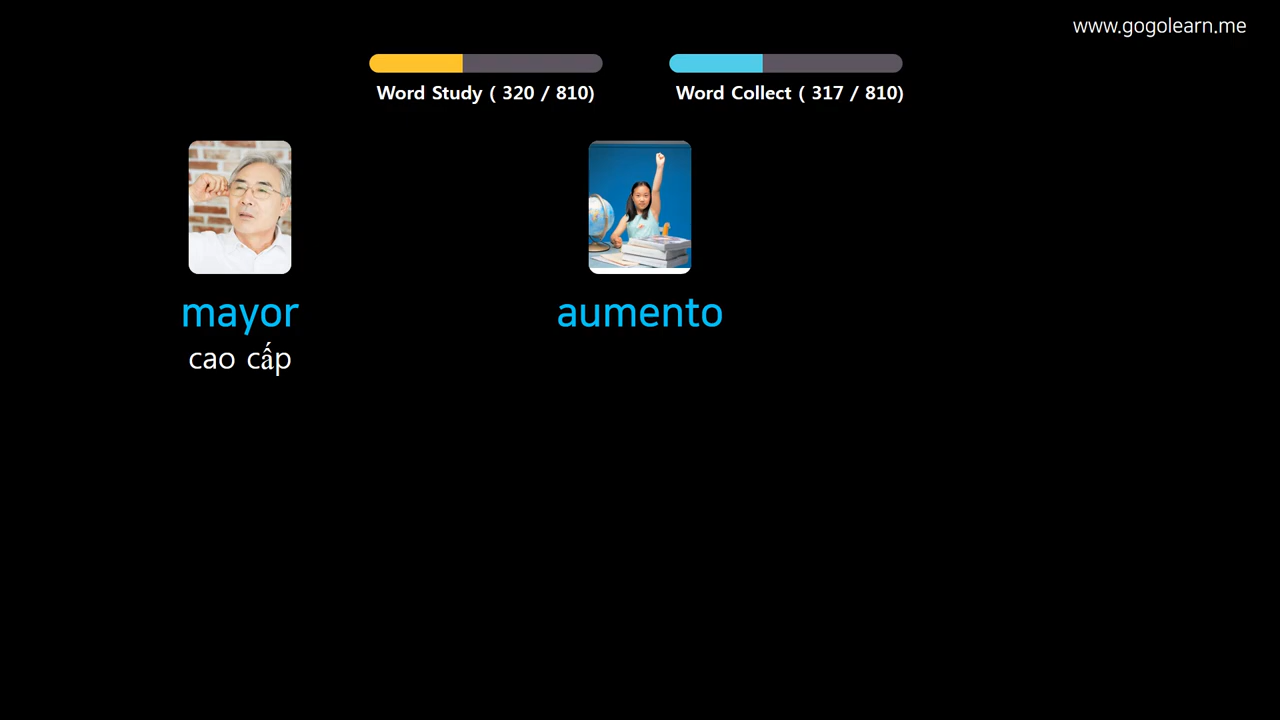 www.gogolearn.me
Word Study ( 320 / 810)
Word Collect ( 317 / 810)
mayor
cao cấp
aumento